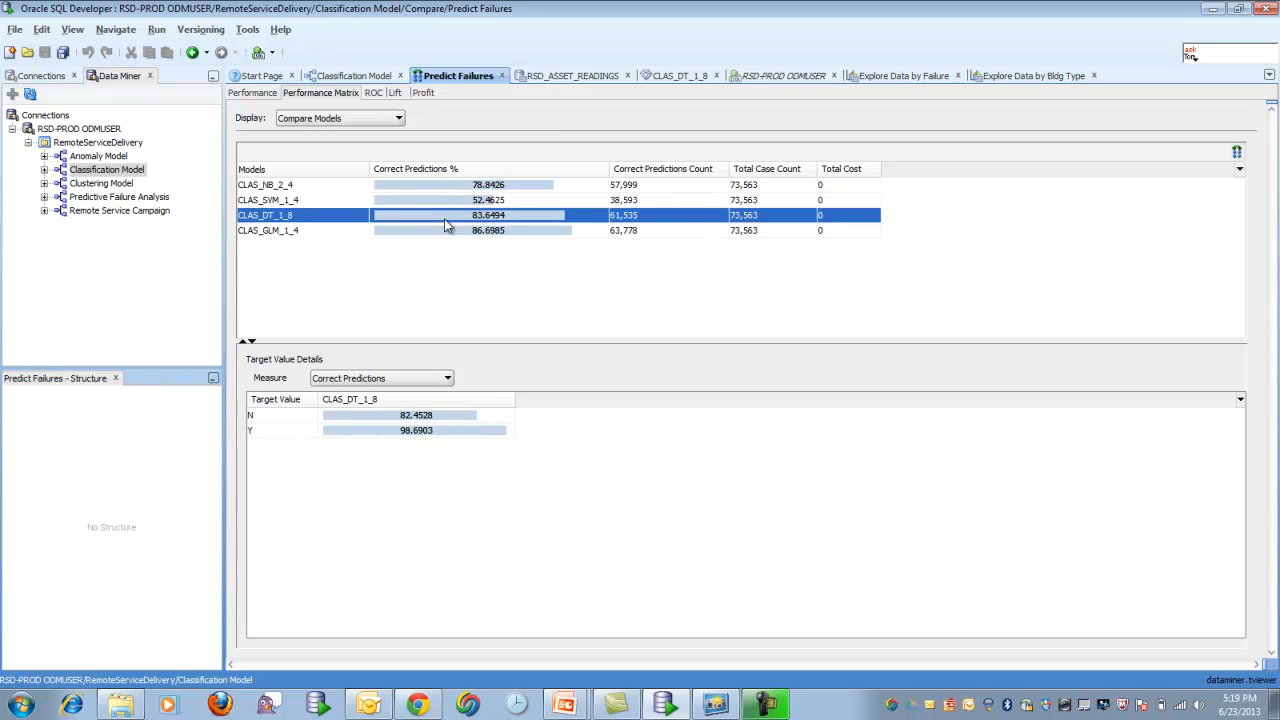 Oracle SQL Developer: RSD-PROD ODMUSER/RemoteServiceDelivery/Classification Model/Compare/Predict Failures
File Edit View Navigate Run Versioning Tools Help
ask
Tom
Connections Data Miner
Start Page Classification Model Predict Failures RSD_ASSET_READINGS CLAS_DT_1_8 RSD-PROD ODMUSER Explore Data by Failure Explore Data by Bldg Type
Performance Performance Matrix ROC Lift Profit
Connections
RSD-PROD ODMUSER
RemoteServiceDelivery
Anomaly Model
Classification Model
Clustering Model
Predictive Failure Analysis
Remote Service Campaign
Display: Compare Models
Models Correct Predictions % Correct Predictions Count Total Case Count Total Cost
CLAS_NB_2_4 78.8426 57,999 73,563 0
CLAS_SVM_1_4 52.4625 38,593 73,563 0
CLAS_DT_1_8 83.6494 61,535 73,563 0
CLAS_GLM_1_4 86.6985 63,778 73,563 0
Target Value Details
Measure Correct Predictions
Target Value CLAS_DT_1_8
N 82.4528
Y 98.6903
Predict Failures - Structure
No Structure
RSD-PROD ODMUSER/RemoteServiceDelivery/Classification Model dataminer.tviewer
5:19 PM
6/23/2013